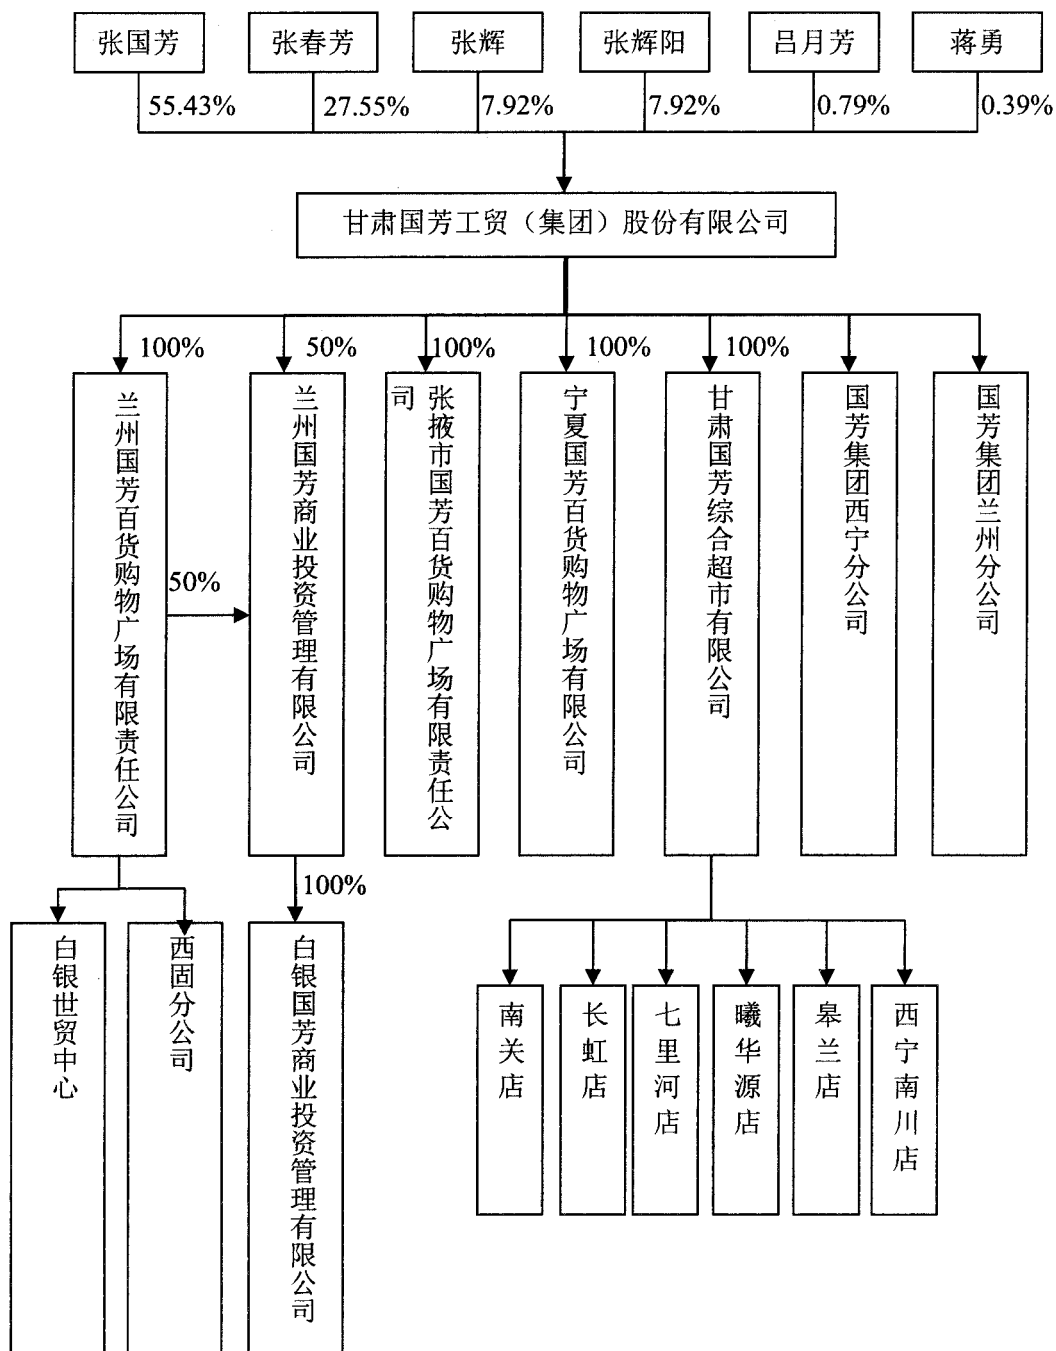 张国芳
张春芳
张辉
张辉阳
吕月芳
蒋勇
55.43%
27.55%
7.92%
7.92%
0.79%
0.39%
甘肃国芳工贸（集团）股份有限公司
100%
50%
100%
100%
100%
兰州国芳百货购物广场有限责任公司
50%
兰州国芳商业投资管理有限公司
张掖市国芳百货购物广场有限责任公
司
宁夏国芳百货购物广场有限公司
甘肃国芳综合超市有限公司
国芳集团西宁分公司
国芳集团兰州分公司
100%
白银世贸中心
西固分公司
白银国芳商业投资管理有限公司
南关店
长虹店
七里河店
曦华源店
皋兰店
西宁南川店